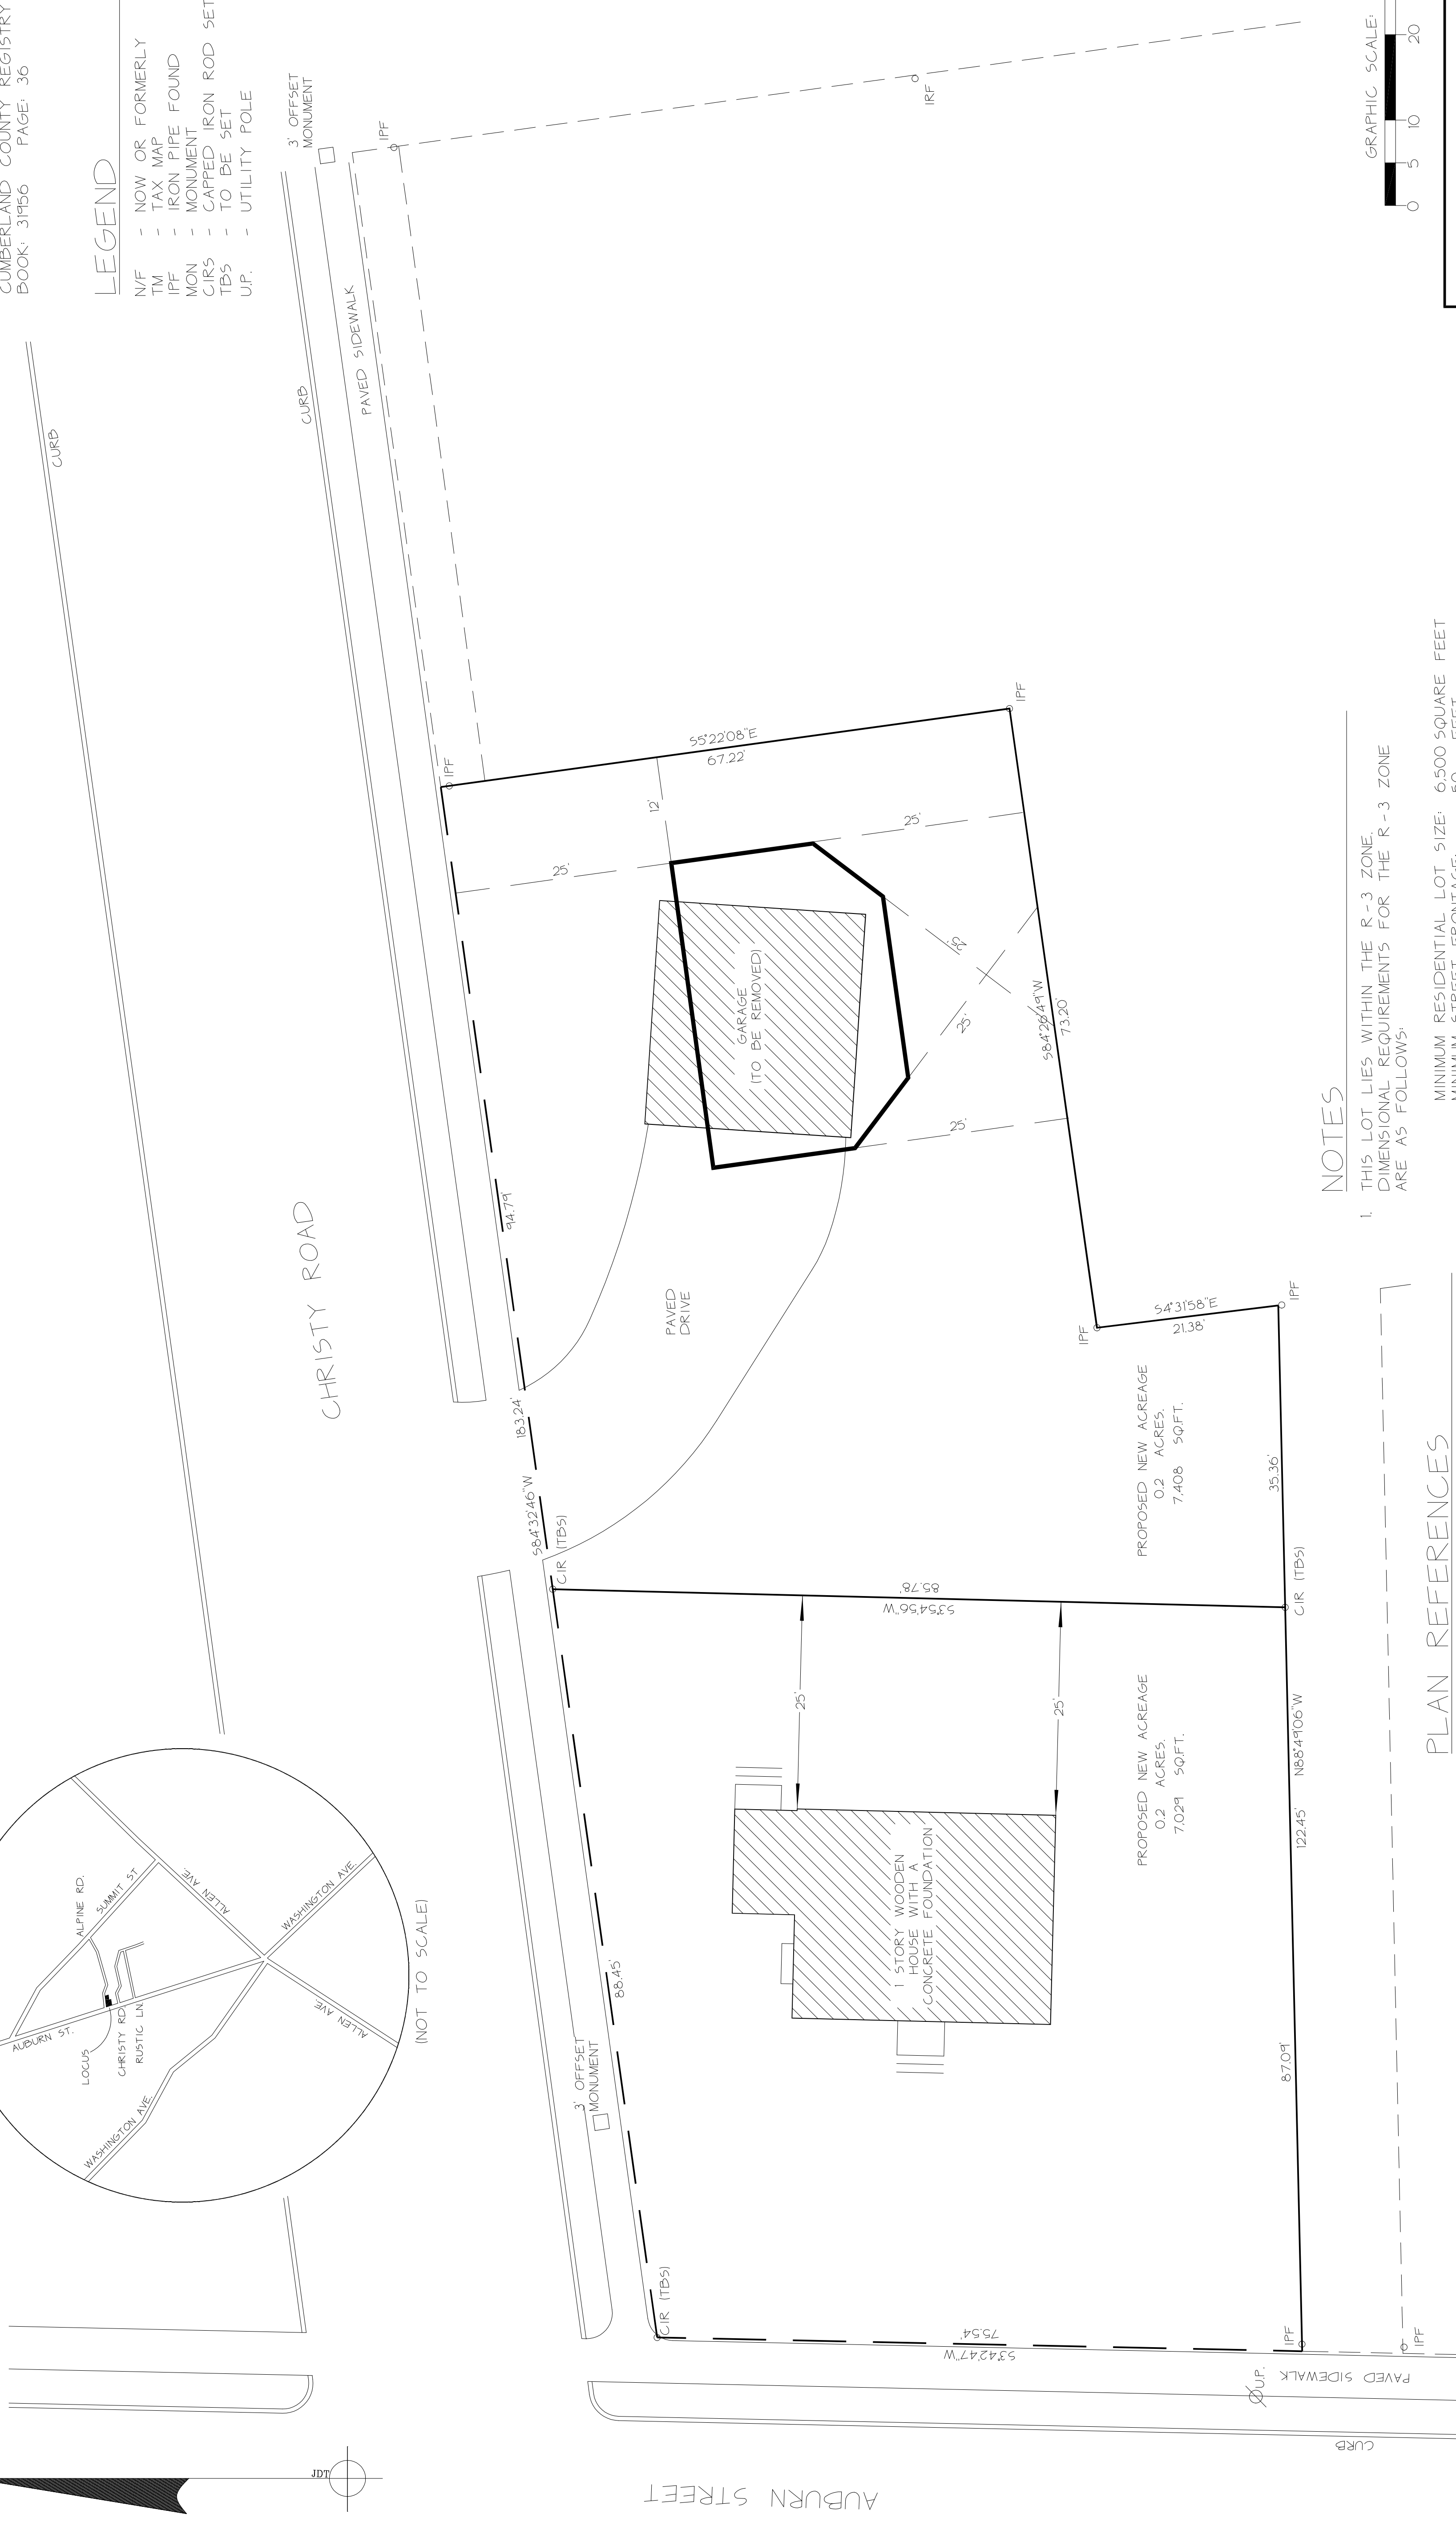 CUMBERLAND COUNTY REGISTRY
BOOK: 31956 PAGE: 36
LEGEND
N/F - NOW OR FORMERLY
TM - TAX MAP
IPF - IRON PIPE FOUND
MON - MONUMENT
CIRS - CAPPED IRON ROD SET
TBS - TO BE SET
U.P. - UTILITY POLE
CURB
CURB
PAVED SIDEWALK
3' OFFSET
MONUMENT
IPF
IRF
GRAPHIC SCALE:
0 5 10 20
CHRISTY ROAD
IPF
S5°22'08"E
67.22'
IPF
12'
25'
25'
25'
25'
25'
GARAGE
(TO BE REMOVED)
S84°26'49"W
73.20'
94.79'
183.24'
S84°32'46"W
PAVED
DRIVE
IPF
S4°31'58"E
21.38'
IPF
PROPOSED NEW ACREAGE
0.2 ACRES.
7,408 SQ.FT.
35.36'
CIR (TBS)
85.78'
S3°54'56"W
CIR (TBS)
25'
25'
PROPOSED NEW ACREAGE
0.2 ACRES.
7,029 SQ.FT.
122.45' N88°49'06"W
1 STORY WOODEN
HOUSE WITH A
CONCRETE FOUNDATION
88.45'
87.09'
3' OFFSET
MONUMENT
CIR (TBS)
75.54'
S3°42'47"W
IPF
IPF
U.P.
PAVED SIDEWALK
CURB
AUBURN STREET
JDT
ALPINE RD.
SUMMIT ST
ALLEN AVE.
WASHINGTON AVE.
AUBURN ST.
LOCUS
CHRISTY RD.
RUSTIC LN.
ALLEN AVE.
WASHINGTON AVE.
(NOT TO SCALE)
NOTES
1. THIS LOT LIES WITHIN THE R-3 ZONE.
DIMENSIONAL REQUIREMENTS FOR THE R-3 ZONE
ARE AS FOLLOWS:
MINIMUM RESIDENTIAL LOT SIZE: 6,500 SQUARE FEET
MINIMUM STREET FRONTAGE: 50 FEET
PLAN REFERENCES